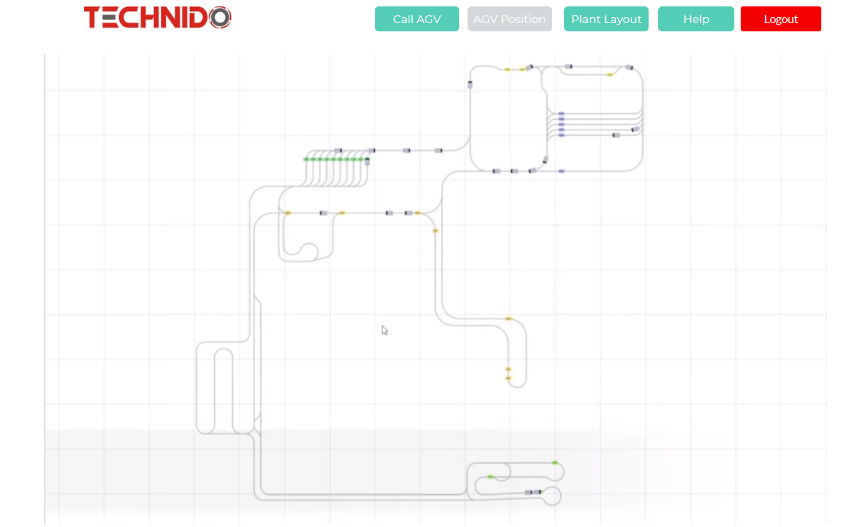 TECHNIDO
Call AGV
AGV Position
Plant Layout
Help
Logout